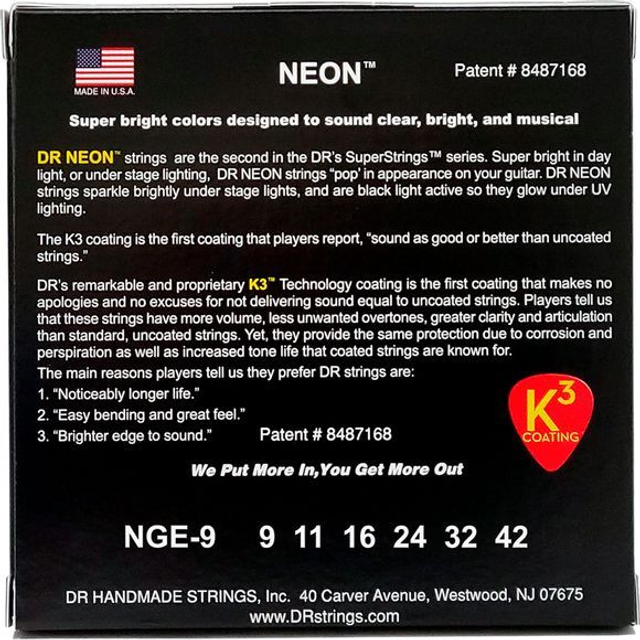 MADE IN U.S.A.
NEON™
Patent # 8487168
Super bright colors designed to sound clear, bright, and musical
DR NEON™ strings are the second in the DR's SuperStrings™ series. Super bright in day
light, or under stage lighting, DR NEON strings "pop' in appearance on your guitar. DR NEON
strings sparkle brightly under stage lights, and are black light active so they glow under UV
lighting.
The K3 coating is the first coating that players report, "sound as good or better than uncoated
strings."
DR's remarkable and proprietary K3™ Technology coating is the first coating that makes no
apologies and no excuses for not delivering sound equal to uncoated strings. Players tell us
that these strings have more volume, less unwanted overtones, greater clarity and articulation
than standard, uncoated strings. Yet, they provide the same protection due to corrosion and
perspiration as well as increased tone life that coated strings are known for.
The main reasons players tell us they prefer DR strings are:
1. "Noticeably longer life."
2. "Easy bending and great feel."
3. "Brighter edge to sound." Patent # 8487168
K3
COATING
We Put More In,You Get More Out
NGE-9 9 11 16 24 32 42
DR HANDMADE STRINGS, Inc. 40 Carver Avenue, Westwood, NJ 07675
www.DRstrings.com